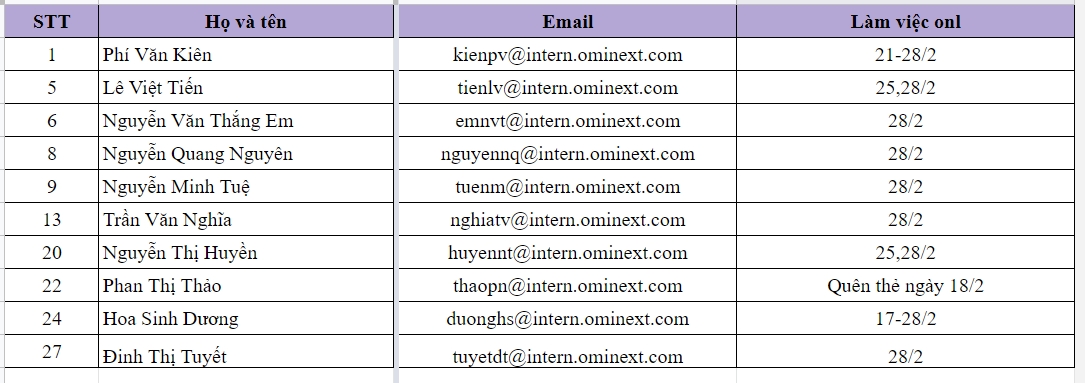 STT Họ và tên Email Làm việc onl
1 Phí Văn Kiên kienpv@intern.ominext.com 21-28/2
5 Lê Việt Tiến tienlv@intern.ominext.com 25,28/2
6 Nguyễn Văn Thắng Em emnvt@intern.ominext.com 28/2
8 Nguyễn Quang Nguyên nguyennq@intern.ominext.com 28/2
9 Nguyễn Minh Tuệ tuenm@intern.ominext.com 28/2
13 Trần Văn Nghĩa nghiatv@intern.ominext.com 28/2
20 Nguyễn Thị Huyền huyennt@intern.ominext.com 25,28/2
22 Phan Thị Thảo thaopn@intern.ominext.com Quên thẻ ngày 18/2
24 Hoa Sinh Dương duonghs@intern.ominext.com 17-28/2
27 Đinh Thị Tuyết tuyetdt@intern.ominext.com 28/2